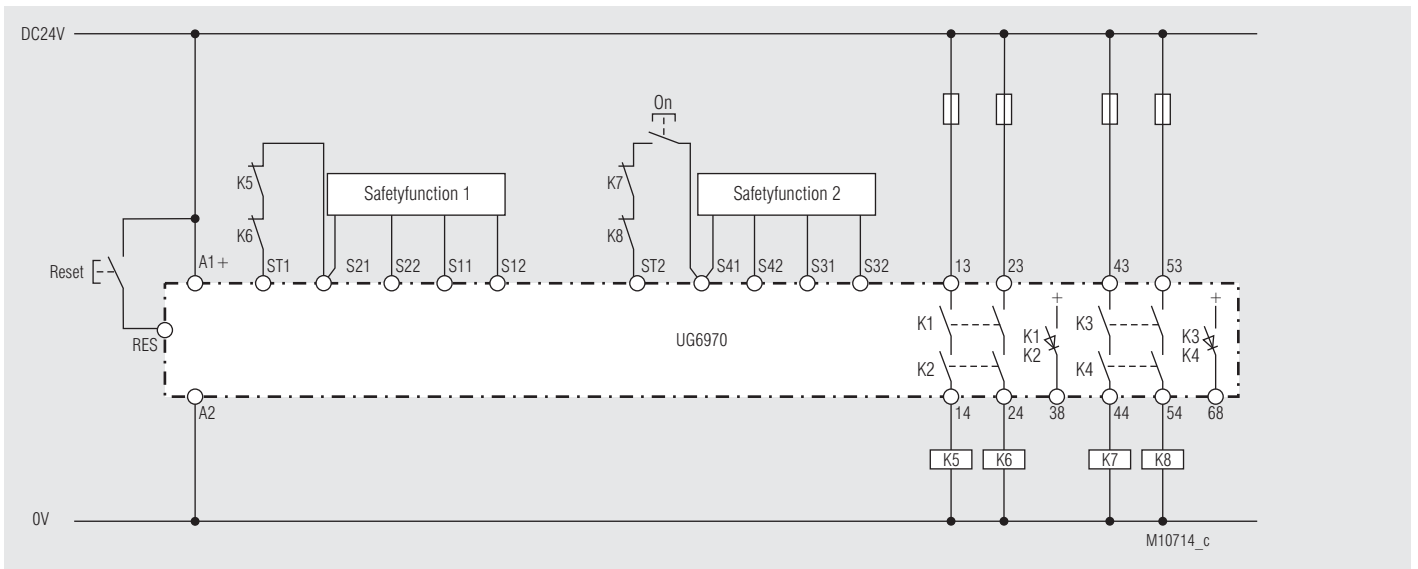 DC24V
On
K5
Safetyfunction 1
K7
Safetyfunction 2
K6
K8
Reset
A1+
ST1
S21
S22
S11
S12
ST2
S41
S42
S31
S32
13
23
43
53
RES
UG6970
K1
K2
+
K1
K2
K3
K4
+
K3
K4
A2
14
24
38
44
54
68
K5
K6
K7
K8
0V
M10714_c